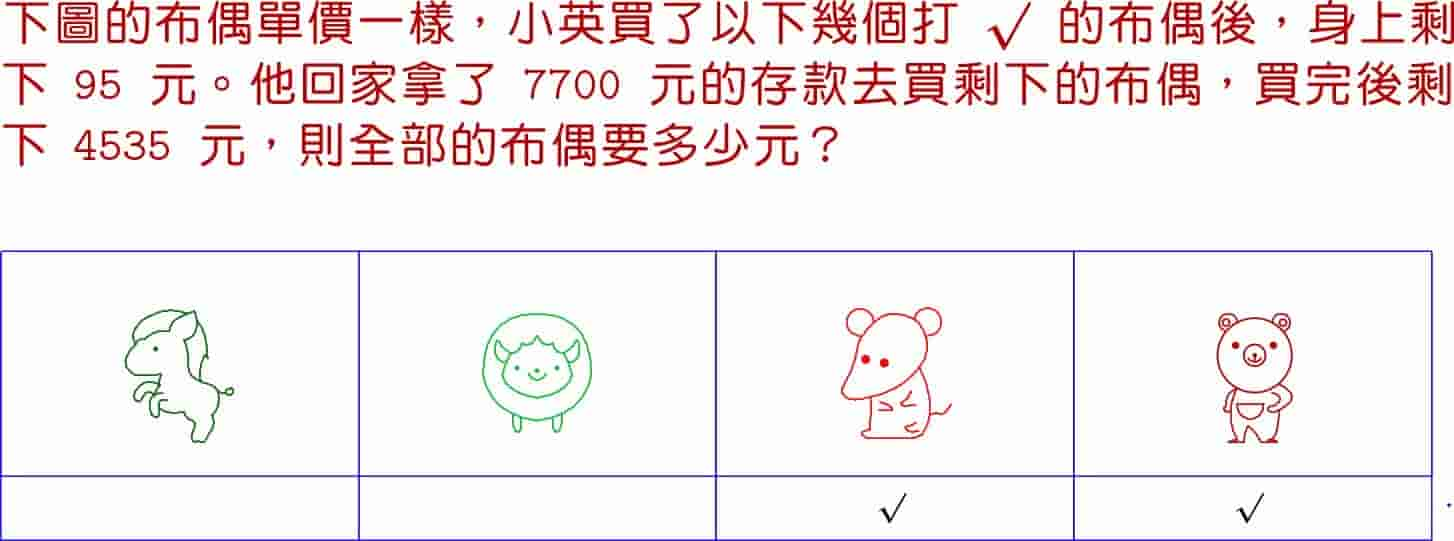 下圖的布偶單價一樣，小英買了以下幾個打 √ 的布偶後，身上剩
下 95 元。他回家拿了 7700 元的存款去買剩下的布偶，買完後剩
下 4535 元，則全部的布偶要多少元？
√ √